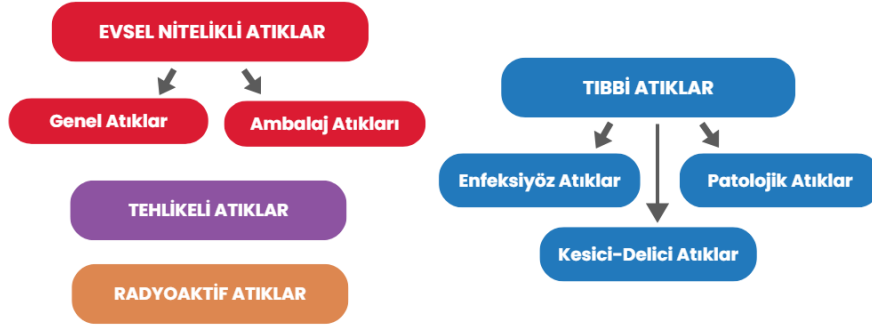 EVSEL NİTELİKLİ ATIKLAR
Genel Atıklar
Ambalaj Atıkları
TEHLİKELİ ATIKLAR
RADYOAKTİF ATIKLAR
TIBBİ ATIKLAR
Enfeksiyöz Atıklar
Patolojik Atıklar
Kesici-Delici Atıklar